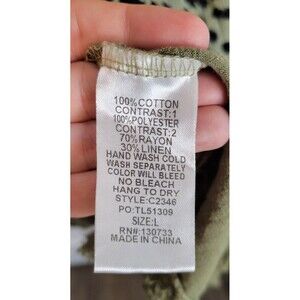 100%COTTON
CONTRAST:1
100%POLYESTER
CONTRAST:2
70%RAYON
30%LINEN
HAND WASH COLD
WASH SEPARATELY
COLOR WILL BLEED
NO BLEACH
HANG TO DRY
STYLE:C2346
PO:TL51309
SIZE:L
RN#:130733
MADE IN CHINA